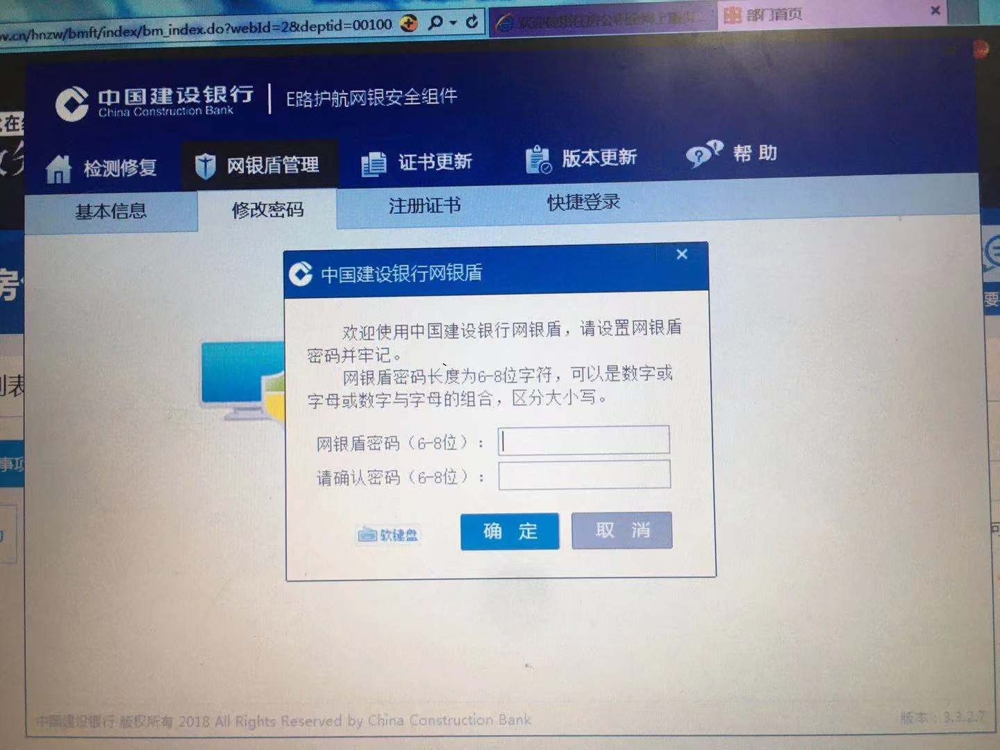 ov.cn/hnzw/bmft/index/bm_index.do?webId=2&deptid=00100
部门首页
中国建设银行
China Construction Bank
E路护航网银安全组件
检测修复
网银盾管理
证书更新
版本更新
帮 助
基本信息
修改密码
注册证书
快捷登录
中国建设银行网银盾
欢迎使用中国建设银行网银盾，请设置网银盾
密码并牢记。
网银盾密码长度为6-8位字符，可以是数字或
字母或数字与字母的组合，区分大小写。
网银盾密码（6-8位）：
请确认密码（6-8位）：
软键盘
确 定
取 消
房
列表
事项
要
中国建设银行 版权所有 2018 All Rights Reserved by China Construction Bank
版本：3.3.2.7